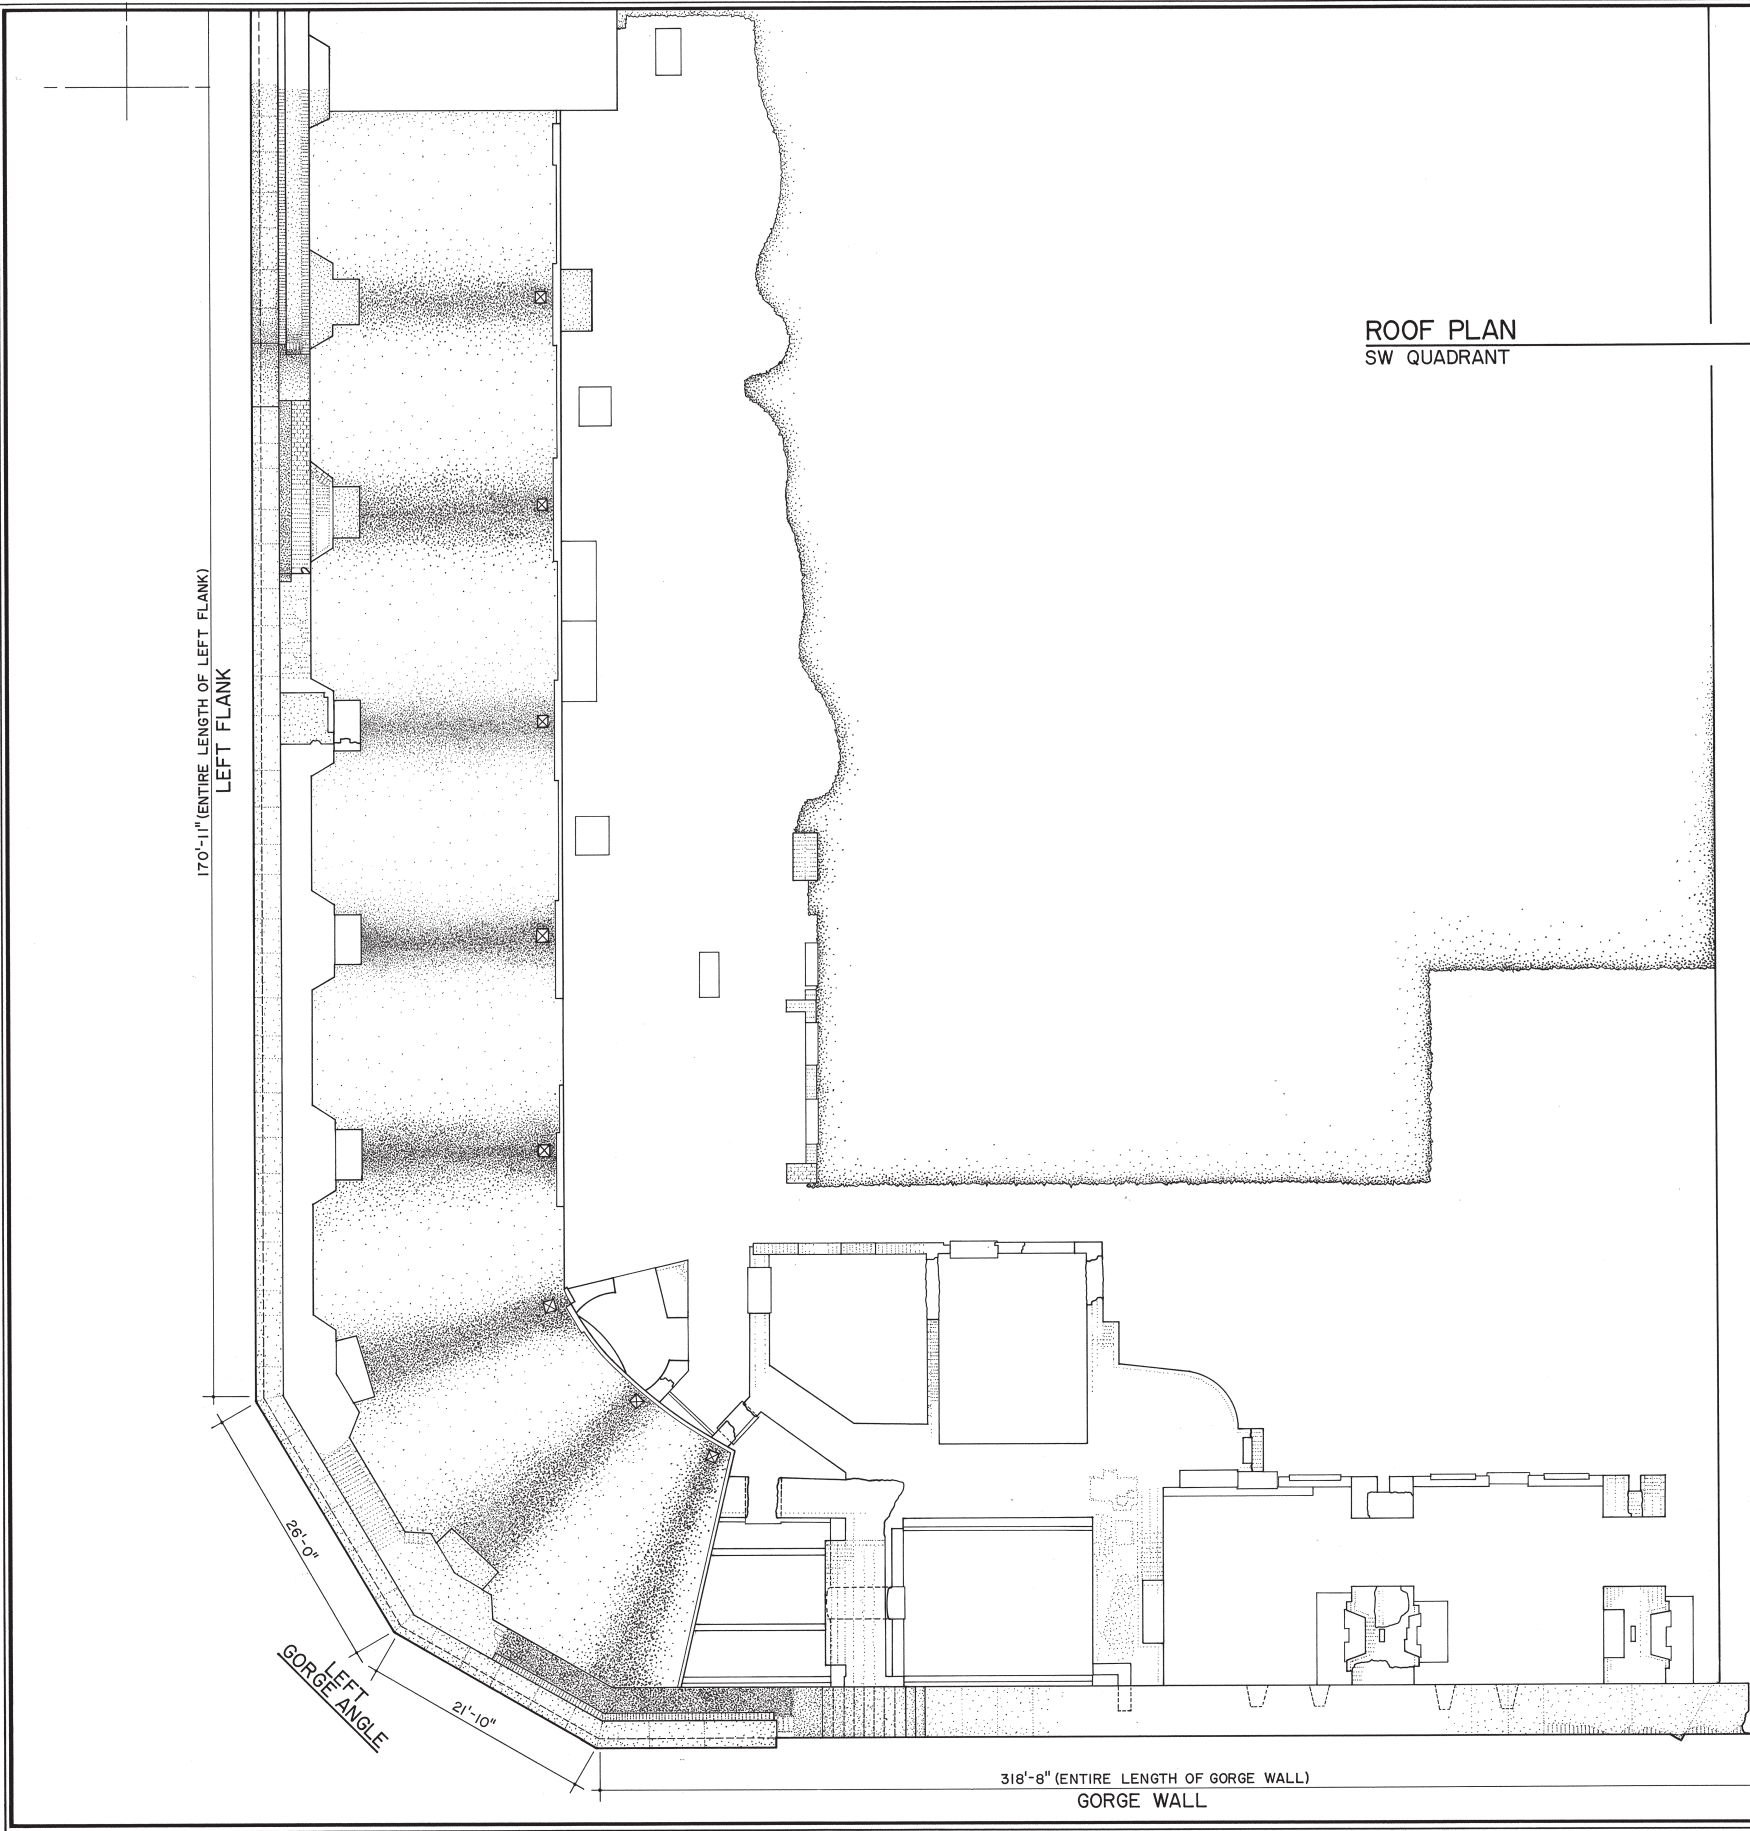 ROOF PLAN
SW QUADRANT
170'-11" (ENTIRE LENGTH OF LEFT FLANK)
LEFT FLANK
26'-0"
LEFT
GORGE ANGLE
21'-10"
318'-8" (ENTIRE LENGTH OF GORGE WALL)
GORGE WALL